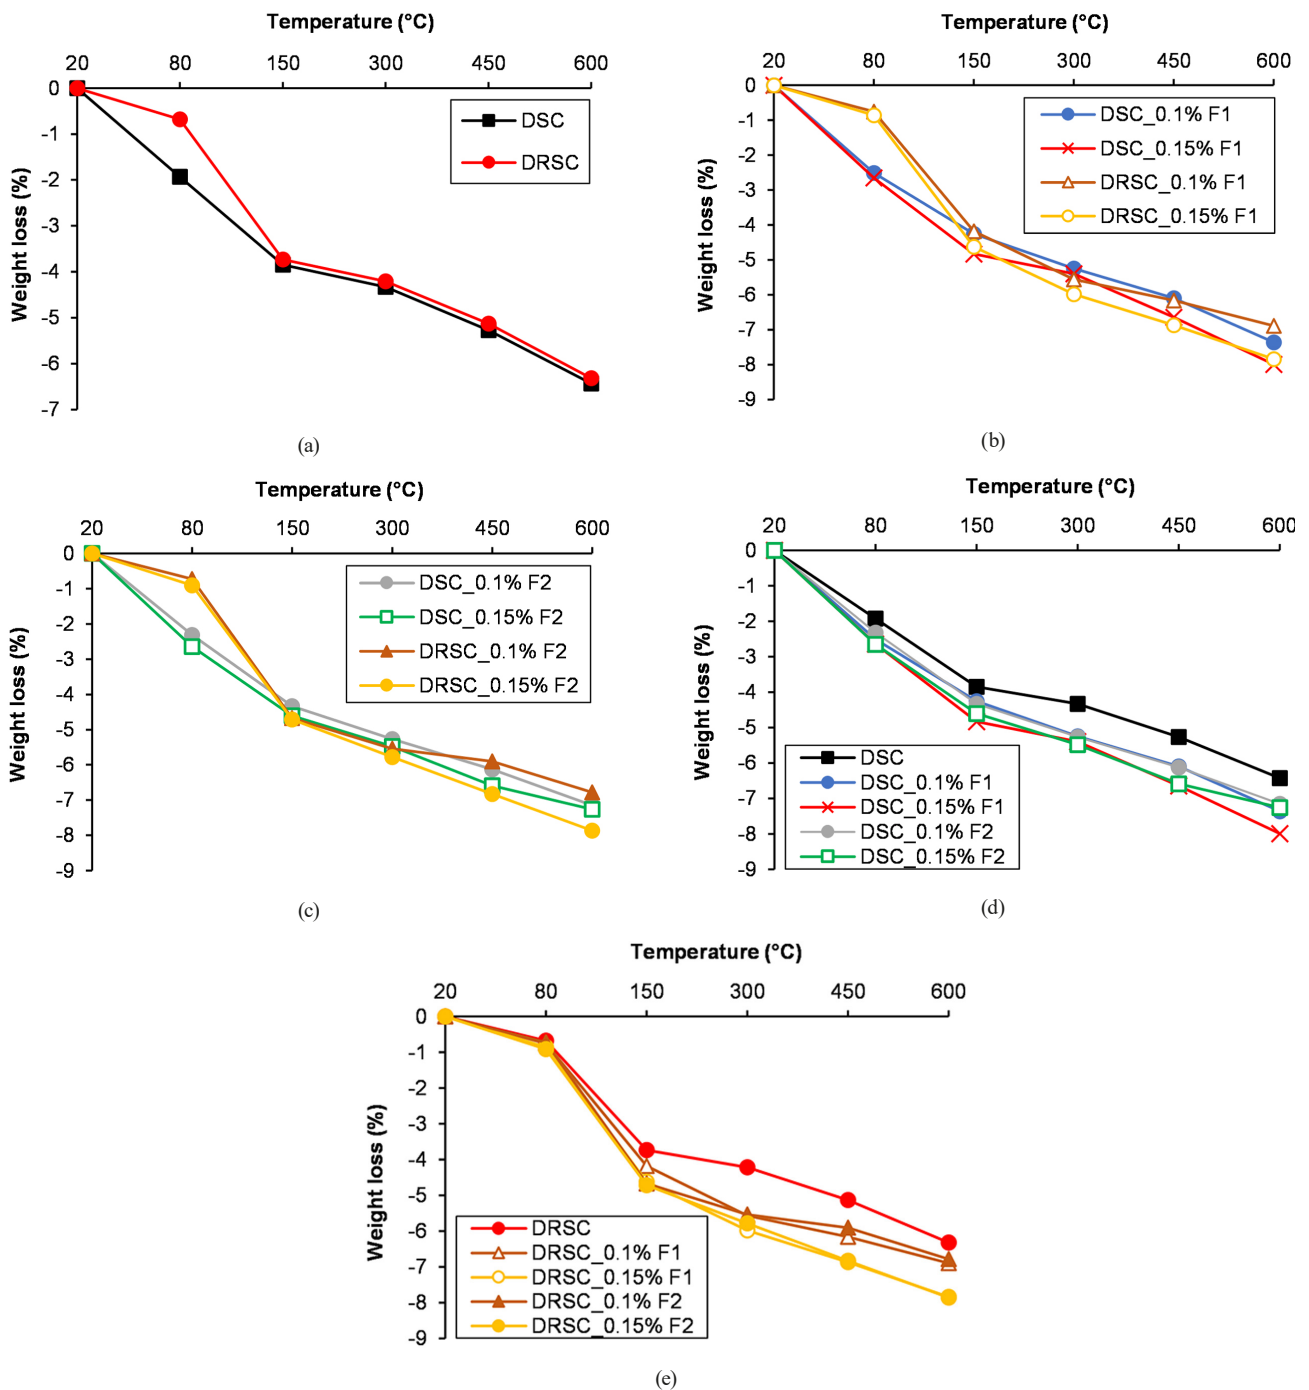 Temperature (°C)
20 80 150 300 450 600
0
-1
-2
-3
-4
-5
-6
-7
Weight loss (%)
DSC
DRSC
(a)
Temperature (°C)
20 80 150 300 450 600
0
-1
-2
-3
-4
-5
-6
-7
-8
-9
Weight loss (%)
DSC_0.1% F1
DSC_0.15% F1
DRSC_0.1% F1
DRSC_0.15% F1
(b)
Temperature (°C)
20 80 150 300 450 600
0
-1
-2
-3
-4
-5
-6
-7
-8
-9
Weight loss (%)
DSC_0.1% F2
DSC_0.15% F2
DRSC_0.1% F2
DRSC_0.15% F2
(c)
Temperature (°C)
20 80 150 300 450 600
0
-1
-2
-3
-4
-5
-6
-7
-8
-9
Weight loss (%)
DSC
DSC_0.1% F1
DSC_0.15% F1
DSC_0.1% F2
DSC_0.15% F2
(d)
Temperature (°C)
20 80 150 300 450 600
0
-1
-2
-3
-4
-5
-6
-7
-8
-9
Weight loss (%)
DRSC
DRSC_0.1% F1
DRSC_0.15% F1
DRSC_0.1% F2
DRSC_0.15% F2
(e)